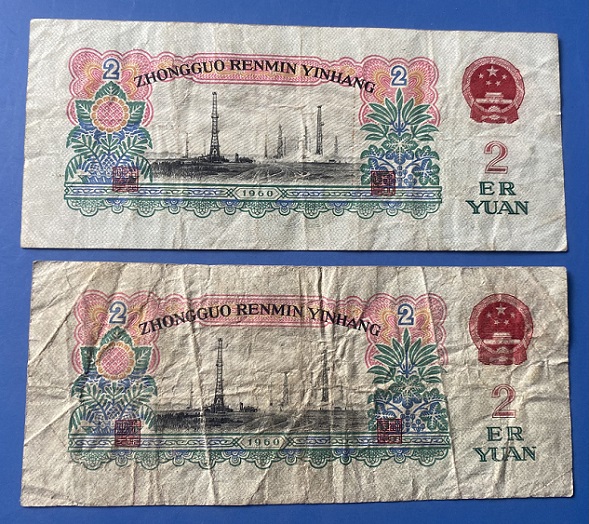 2 ZHONGGUO RENMIN YINHANG 2
2
ER
YUAN
1960
2 ZHONGGUO RENMIN YINHANG 2
2
ER
YUAN
1960